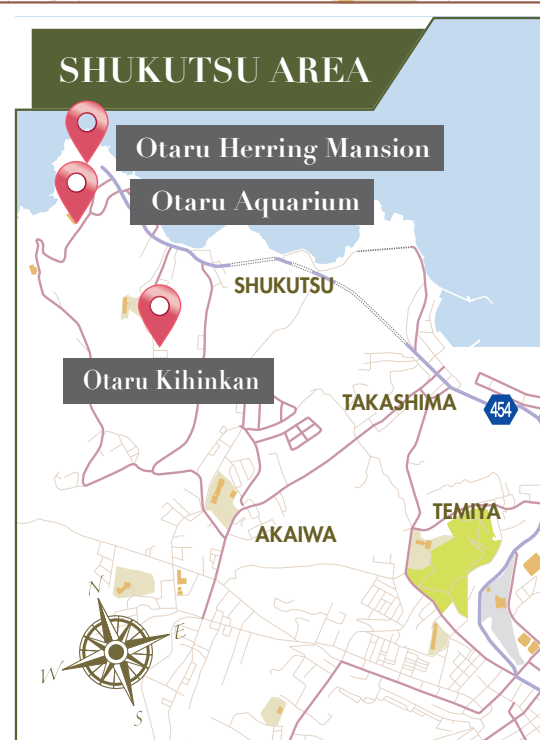 SHUKUTSU AREA
Otaru Herring Mansion
Otaru Aquarium
SHUKUTSU
Otaru Kihinkan
TAKASHIMA
454
TEMIYA
AKAIWA
N
E
W
S